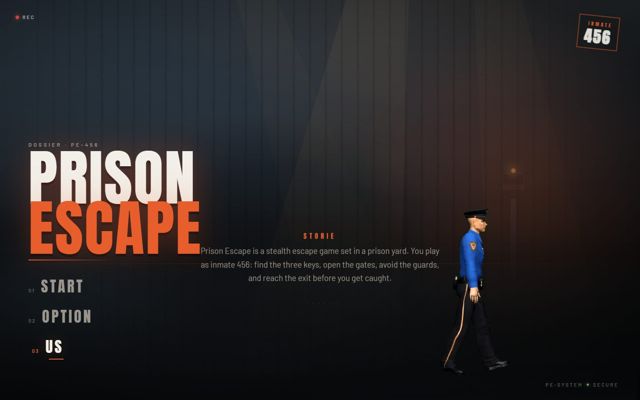 REC
INMATE
456
DOSSIER · PE-456
PRISON
ESCAPE
STORIE
Prison Escape is a stealth escape game set in a prison yard. You play
as inmate 456: find the three keys, open the gates, avoid the guards,
and reach the exit before you get caught.
01 START
02 OPTION
03 US
PE-SYSTEM SECURE